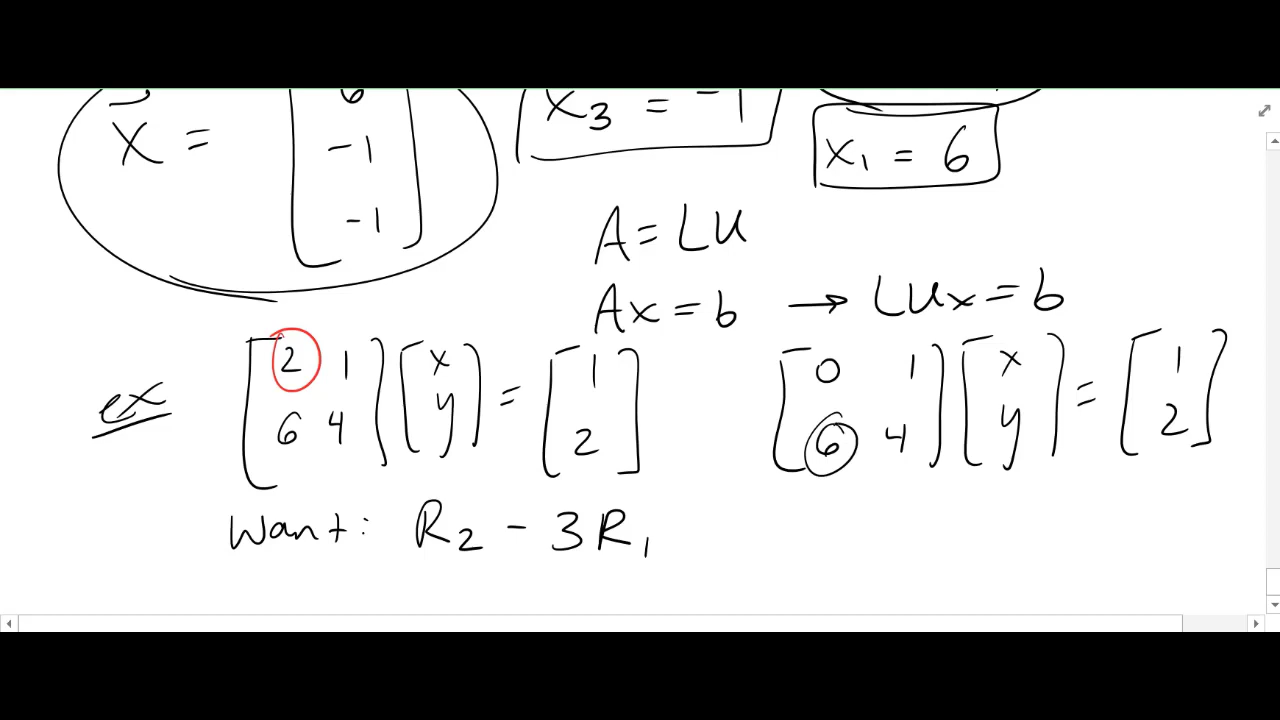 x⃗ = [6 -1 -1]
x₃ = -1
x₁ = 6
A = LU
Ax = b → LUx = b
ex [2 1; 6 4] [x; y] = [1; 2]
[0 1; 6 4] [x; y] = [1; 2]
Want: R₂ - 3R₁